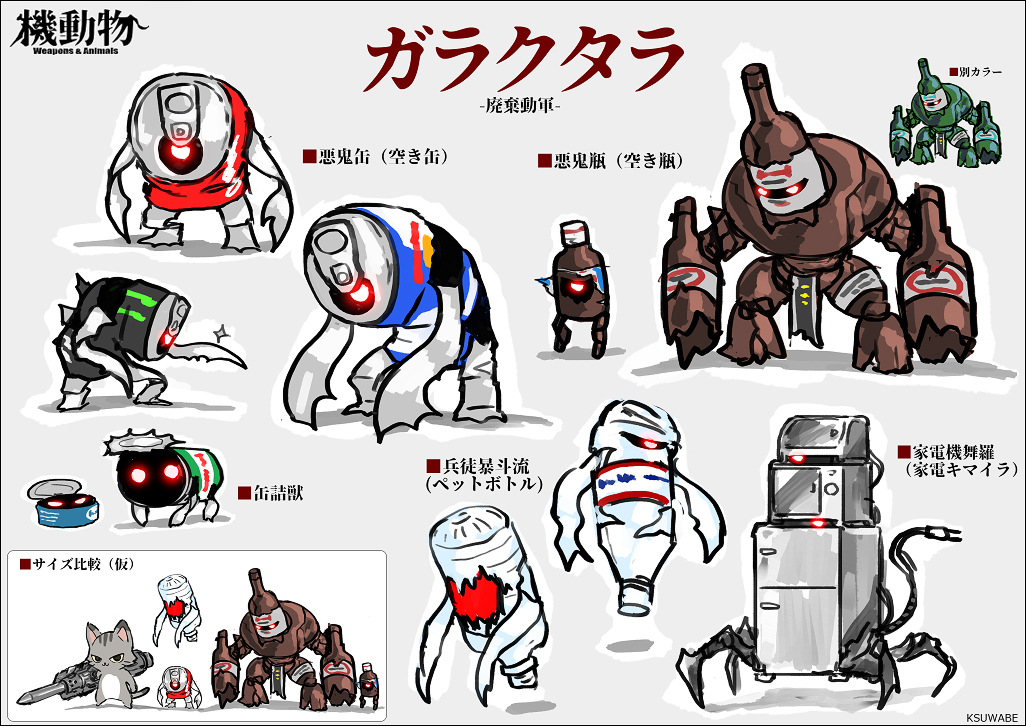 機動物
Weapons & Animals
ガラクタラ
-廃棄動軍-
■別カラー
■悪鬼缶（空き缶）
■悪鬼瓶（空き瓶）
■缶詰獣
■兵徒暴斗流
（ペットボトル）
■家電機舞羅
（家電キマイラ）
■サイズ比較（仮）
KSUWABE